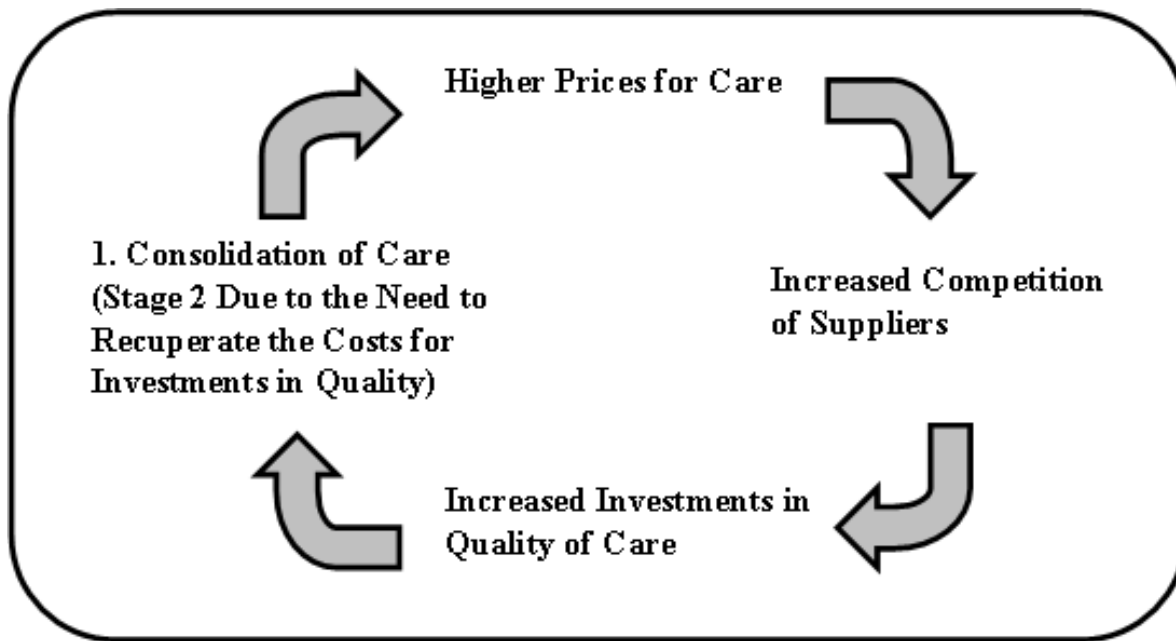 Higher Prices for Care
1. Consolidation of Care
(Stage 2 Due to the Need to
Recuperate the Costs for
Investments in Quality)
Increased Competition
of Suppliers
Increased Investments in
Quality of Care